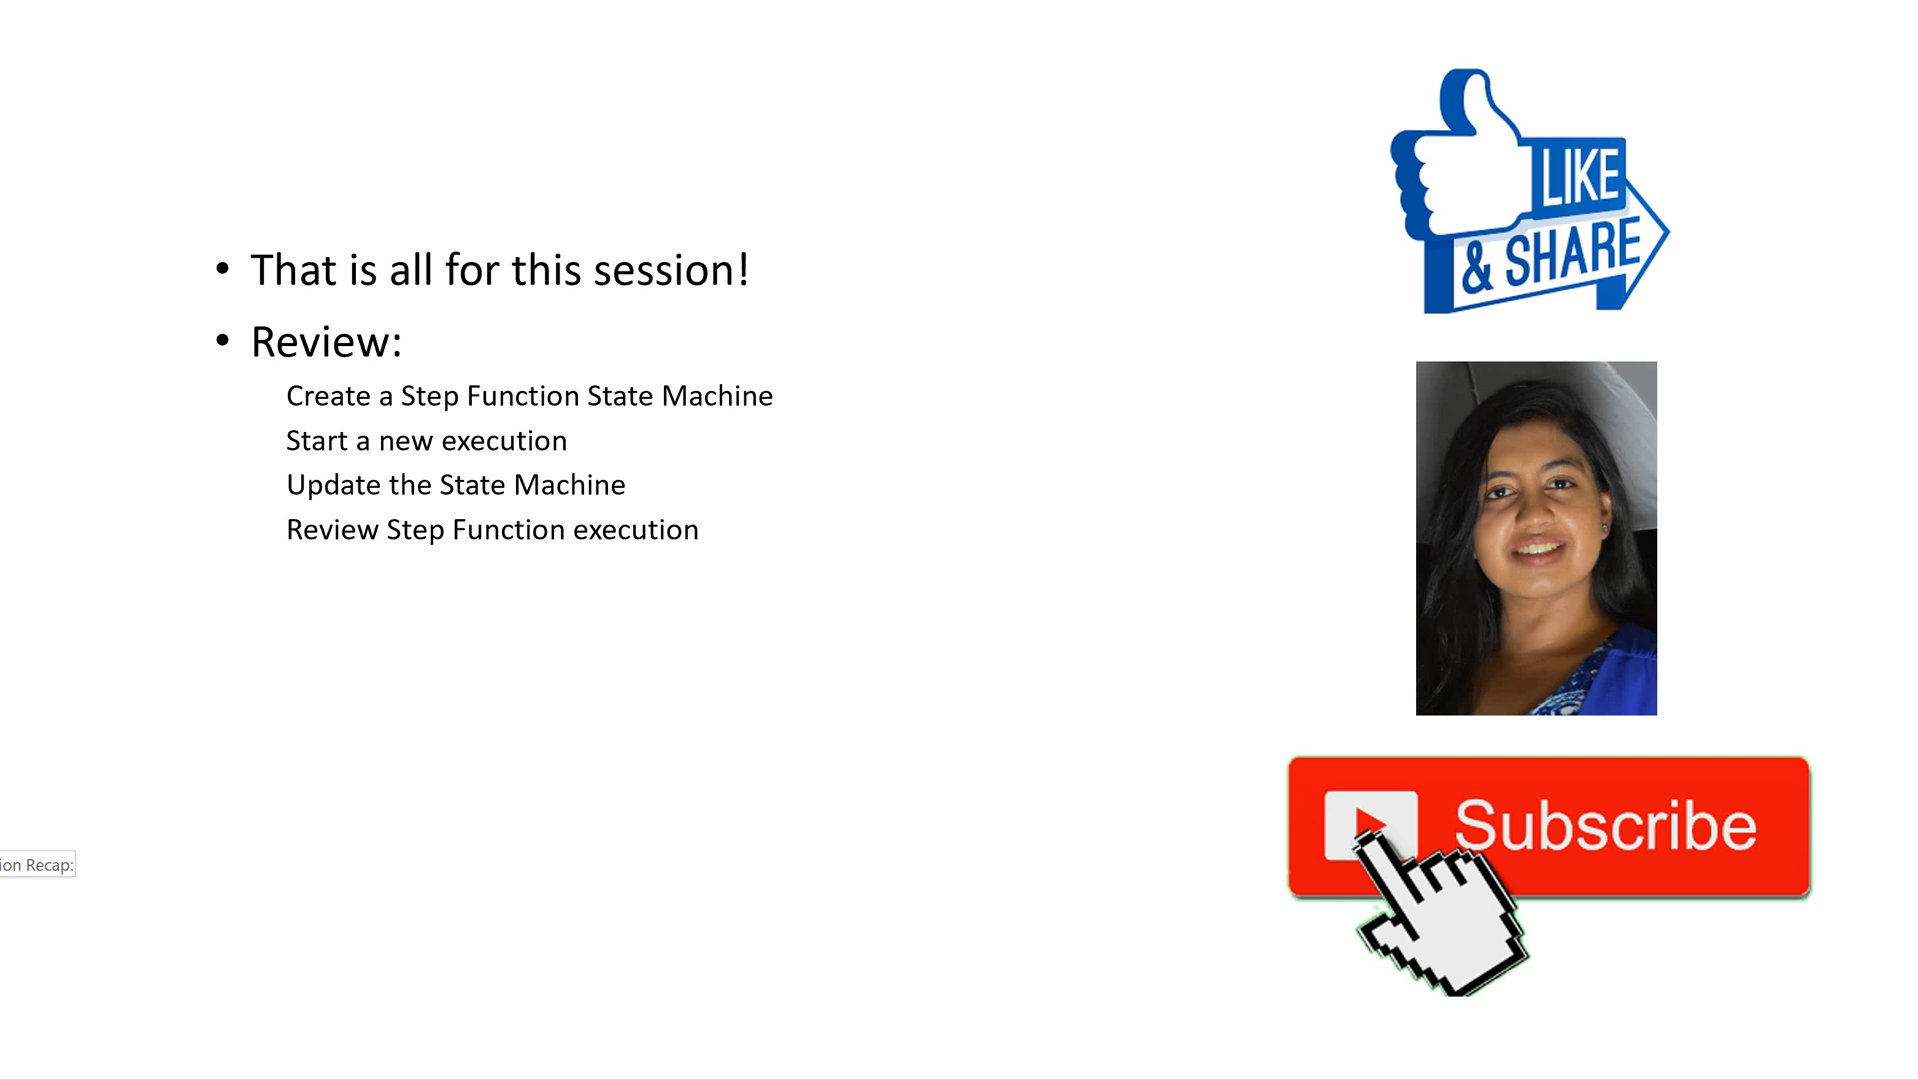 • That is all for this session!
• Review:
Create a Step Function State Machine
Start a new execution
Update the State Machine
Review Step Function execution
LIKE
& SHARE
Subscribe
ion Recap: